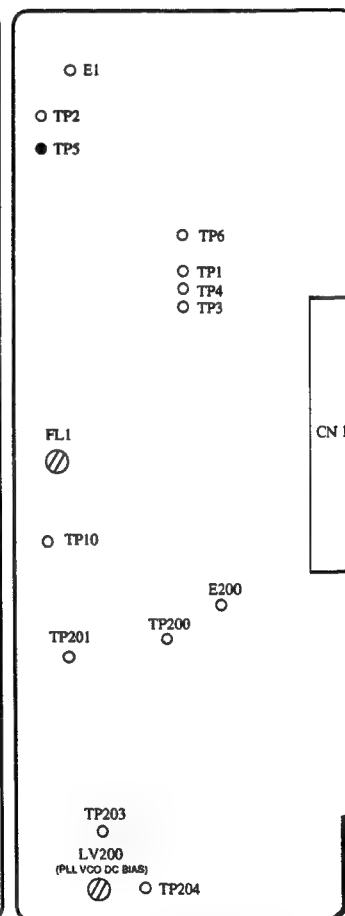 E1
TP2
TP5
TP6
TP1
TP4
TP3
FL1
CN 1
TP10
E200
TP200
TP201
TP203
LV200
(PLL VCO DC BIAS)
TP204